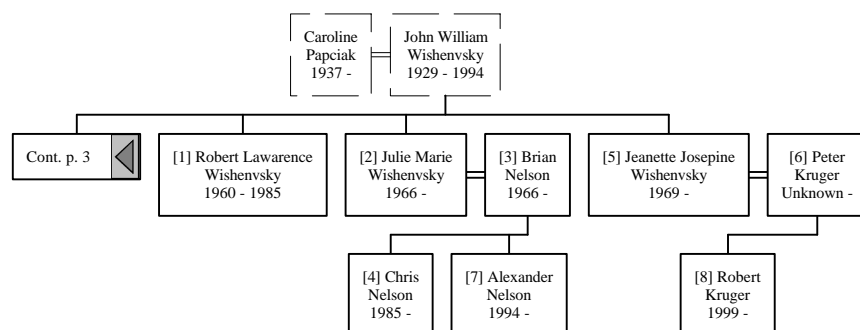 Caroline
Papciak
1937 -
John William
Wishenvsky
1929 - 1994
Cont. p. 3
[1] Robert Lawarence
Wishenvsky
1960 - 1985
[2] Julie Marie
Wishenvsky
1966 -
[3] Brian
Nelson
1966 -
[5] Jeanette Josepine
Wishenvsky
1969 -
[6] Peter
Kruger
Unknown -
[4] Chris
Nelson
1985 -
[7] Alexander
Nelson
1994 -
[8] Robert
Kruger
1999 -